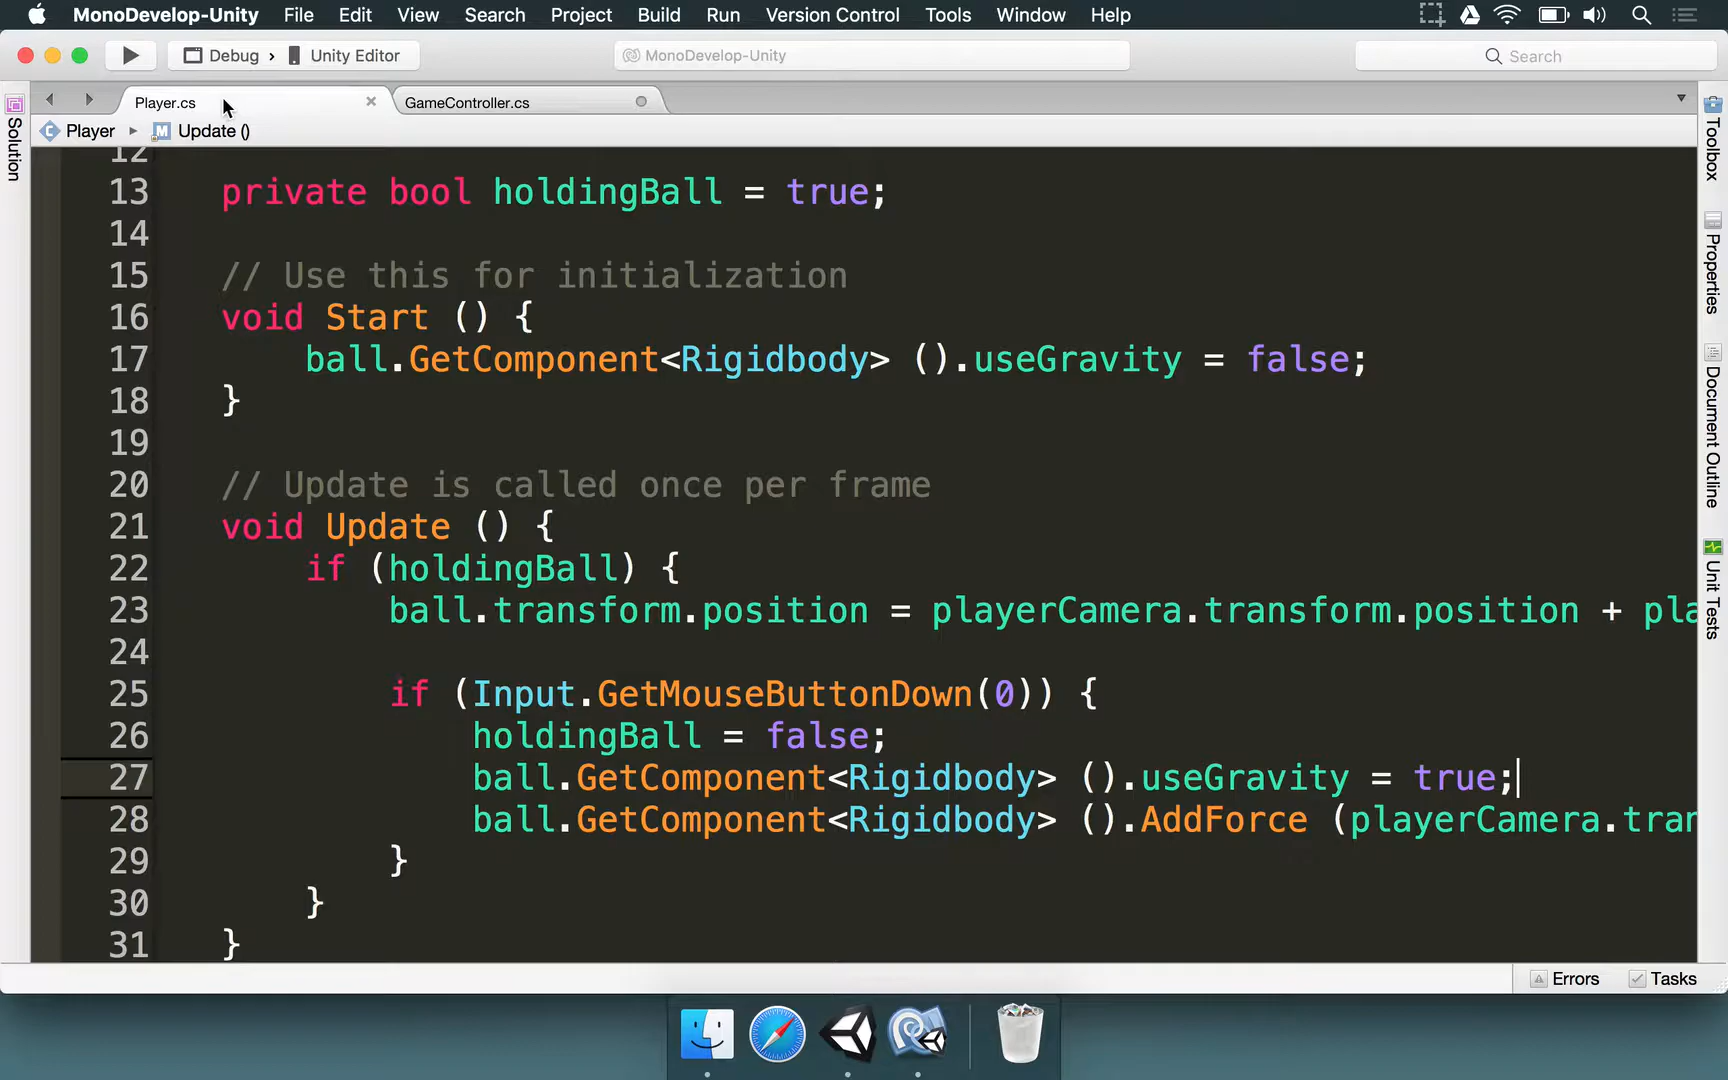 MonoDevelop-Unity File Edit View Search Project Build Run Version Control Tools Window Help
Debug › Unity Editor MonoDevelop-Unity Search
Player.cs GameController.cs
Player Update ()
Solution
Toolbox
Properties
Document Outline
Unit Tests
12
13 private bool holdingBall = true;
14
15 // Use this for initialization
16 void Start () {
17 ball.GetComponent<Rigidbody> ().useGravity = false;
18 }
19
20 // Update is called once per frame
21 void Update () {
22 if (holdingBall) {
23 ball.transform.position = playerCamera.transform.position + pla
24
25 if (Input.GetMouseButtonDown(0)) {
26 holdingBall = false;
27 ball.GetComponent<Rigidbody> ().useGravity = true;
28 ball.GetComponent<Rigidbody> ().AddForce (playerCamera.tran
29 }
30 }
31 }
Errors Tasks